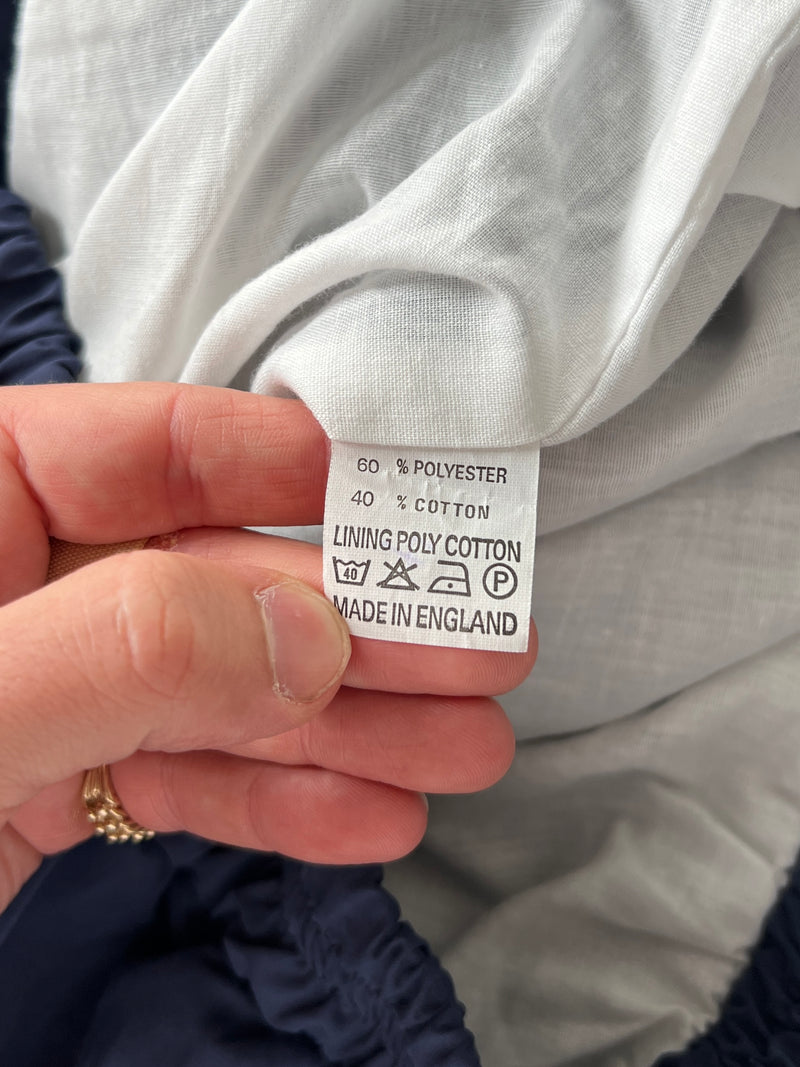 60 % POLYESTER
40 % COTTON
LINING POLY COTTON
40 P
MADE IN ENGLAND